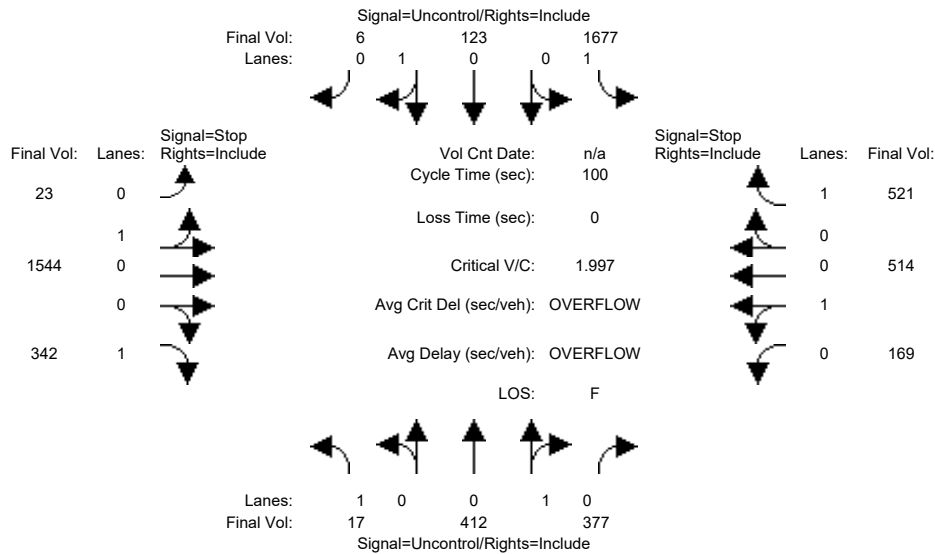 Signal=Uncontrol/Rights=Include
Final Vol: 6 123 1677
Lanes: 0 1 0 0 1
Signal=Stop
Final Vol: Lanes: Rights=Include
Vol Cnt Date: n/a
Signal=Stop
Rights=Include Lanes: Final Vol:
Cycle Time (sec): 100
23 0
1 521
Loss Time (sec): 0
1
0
1544 0
Critical V/C: 1.997
0 514
0
Avg Crit Del (sec/veh): OVERFLOW
1
342 1
Avg Delay (sec/veh): OVERFLOW
0 169
LOS: F
Lanes: 1 0 0 1 0
Final Vol: 17 412 377
Signal=Uncontrol/Rights=Include